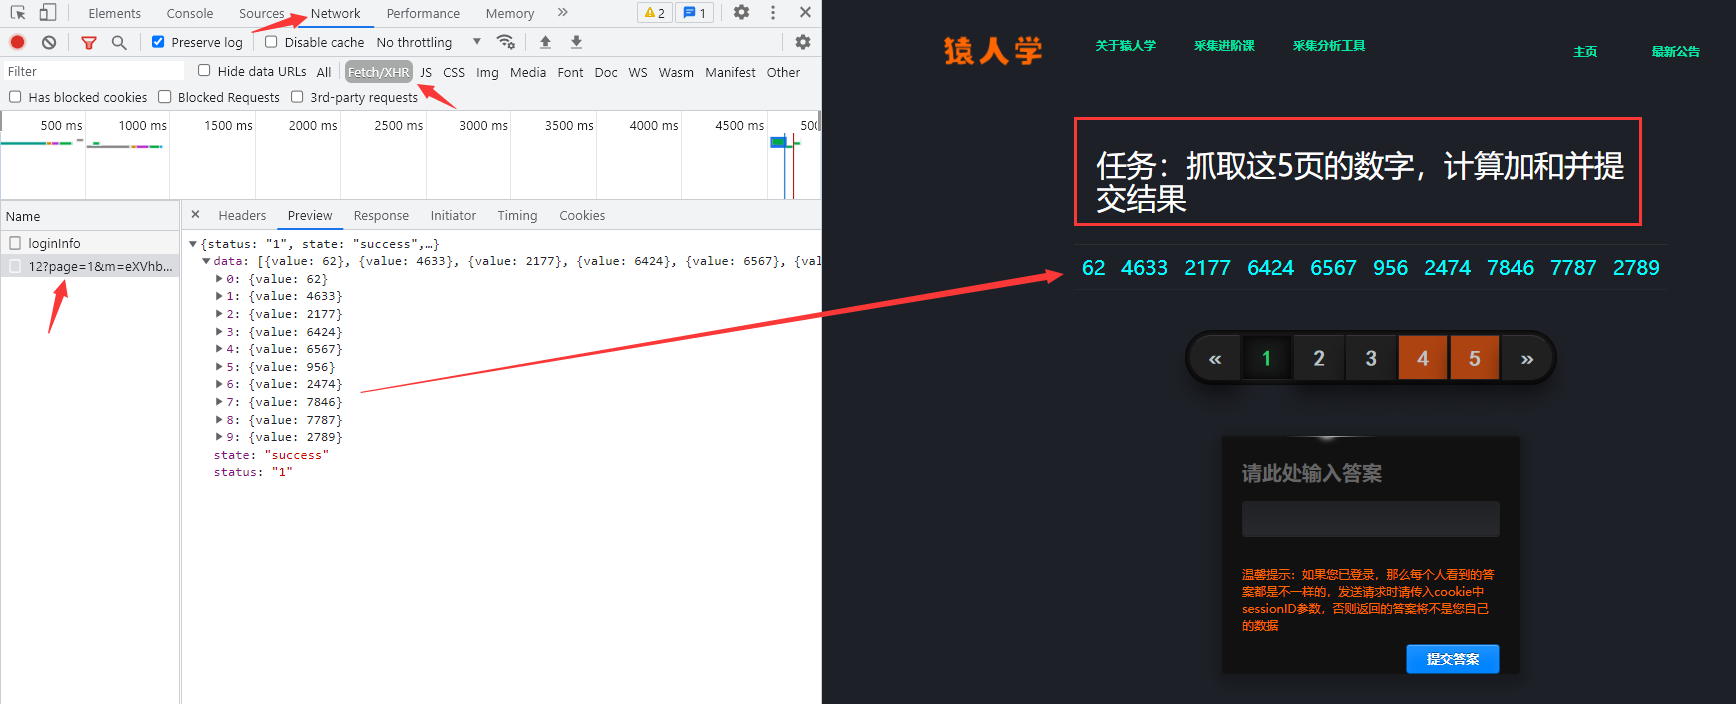 Elements Console Sources Network Performance Memory » 2 1
Preserve log Disable cache No throttling
Filter Hide data URLs All Fetch/XHR JS CSS Img Media Font Doc WS Wasm Manifest Other
Has blocked cookies Blocked Requests 3rd-party requests
500 ms 1000 ms 1500 ms 2000 ms 2500 ms 3000 ms 3500 ms 4000 ms 4500 ms 500
Name
loginInfo
12?page=1&m=eXVhb...
× Headers Preview Response Initiator Timing Cookies
{status: "1", state: "success",…}
data: [{value: 62}, {value: 4633}, {value: 2177}, {value: 6424}, {value: 6567}, {val
0: {value: 62}
1: {value: 4633}
2: {value: 2177}
3: {value: 6424}
4: {value: 6567}
5: {value: 956}
6: {value: 2474}
7: {value: 7846}
8: {value: 7787}
9: {value: 2789}
state: "success"
status: "1"
猿人学 关于猿人学 采集进阶课 采集分析工具 主页 最新公告
任务：抓取这5页的数字，计算加和并提
交结果
62 4633 2177 6424 6567 956 2474 7846 7787 2789
« 1 2 3 4 5 »
请此处输入答案
温馨提示：如果您已登录，那么每个人看到的答
案都是不一样的，发送请求时请传入cookie中
sessionID参数，否则返回的答案将不是您自己
的数据
提交答案